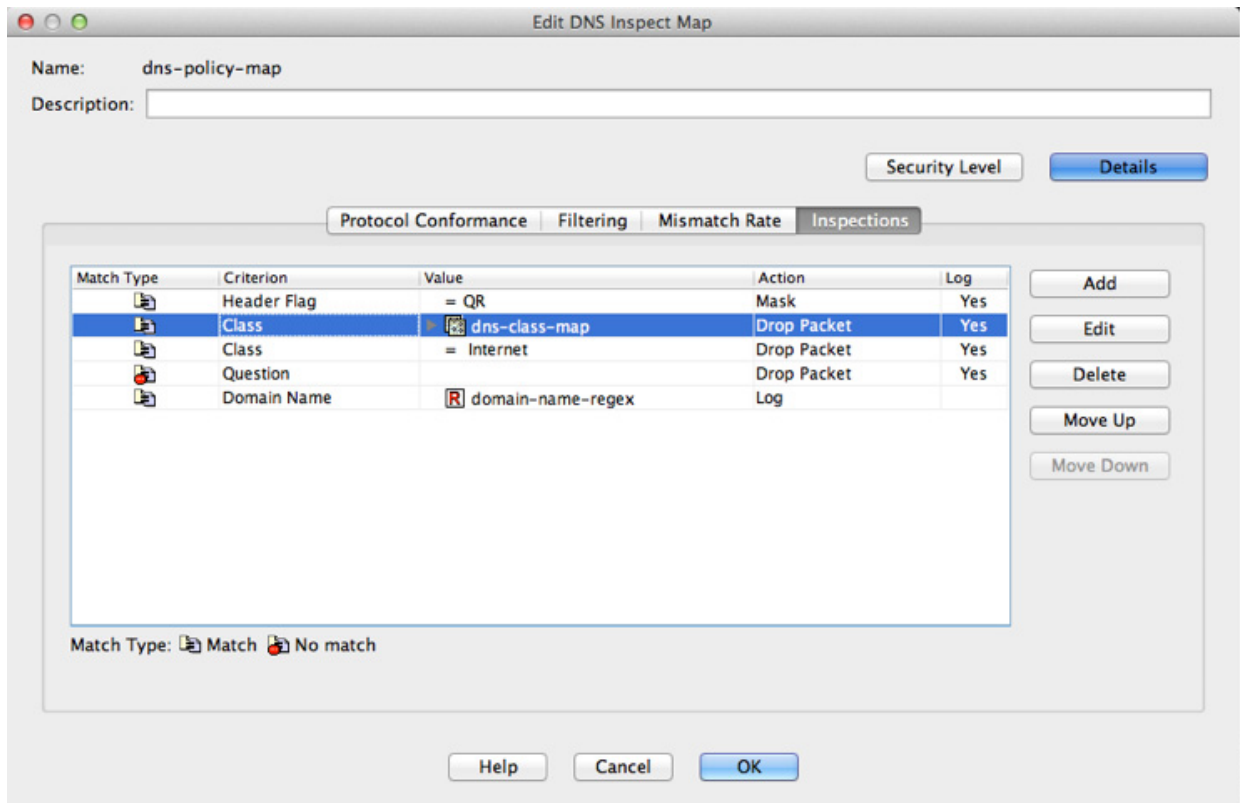 Edit DNS Inspect Map
Name: dns-policy-map
Description:
Security Level Details
Protocol Conformance Filtering Mismatch Rate Inspections
Match Type Criterion Value Action Log
Header Flag = QR Mask Yes
Class dns-class-map Drop Packet Yes
Class = Internet Drop Packet Yes
Question Drop Packet Yes
Domain Name R domain-name-regex Log
Add
Edit
Delete
Move Up
Move Down
Match Type: Match No match
Help Cancel OK